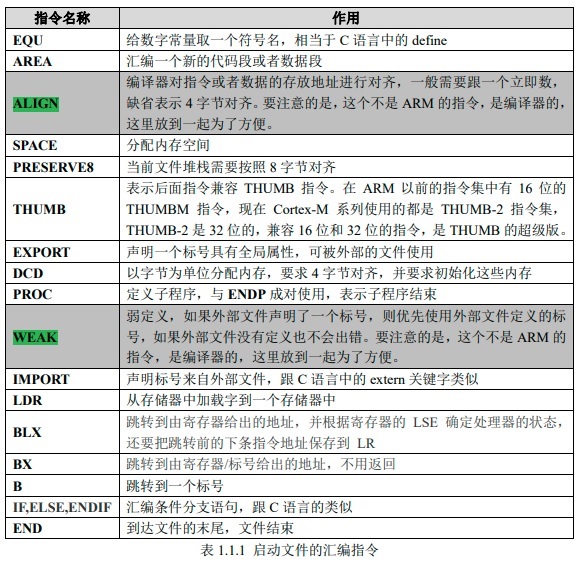 指令名称 作用
EQU 给数字常量取一个符号名，相当于 C 语言中的 define
AREA 汇编一个新的代码段或者数据段
ALIGN 编译器对指令或者数据的存放地址进行对齐，一般需要跟一个立即数，
缺省表示 4 字节对齐。要注意的是，这个不是 ARM 的指令，是编译器的，
这里放到一起为了方便。
SPACE 分配内存空间
PRESERVE8 当前文件堆栈需要按照 8 字节对齐
THUMB 表示后面指令兼容 THUMB 指令。在 ARM 以前的指令集中有 16 位的
THUMBM 指令，现在 Cortex-M 系列使用的都是 THUMB-2 指令集，
THUMB-2 是 32 位的，兼容 16 位和 32 位的指令，是 THUMB 的超级版。
EXPORT 声明一个标号具有全局属性，可被外部的文件使用
DCD 以字节为单位分配内存，要求 4 字节对齐，并要求初始化这些内存
PROC 定义子程序，与 ENDP 成对使用，表示子程序结束
WEAK 弱定义，如果外部文件声明了一个标号，则优先使用外部文件定义的标
号，如果外部文件没有定义也不会出错。要注意的是，这个不是 ARM 的
指令，是编译器的，这里放到一起为了方便。
IMPORT 声明标号来自外部文件，跟 C 语言中的 extern 关键字类似
LDR 从存储器中加载字到一个存储器中
BLX 跳转到由寄存器给出的地址，并根据寄存器的 LSE 确定处理器的状态，
还要把跳转前的下条指令地址保存到 LR
BX 跳转到由寄存器/标号给出的地址，不用返回
B 跳转到一个标号
IF,ELSE,ENDIF 汇编条件分支语句，跟 C 语言的类似
END 到达文件的末尾，文件结束
表 1.1.1 启动文件的汇编指令